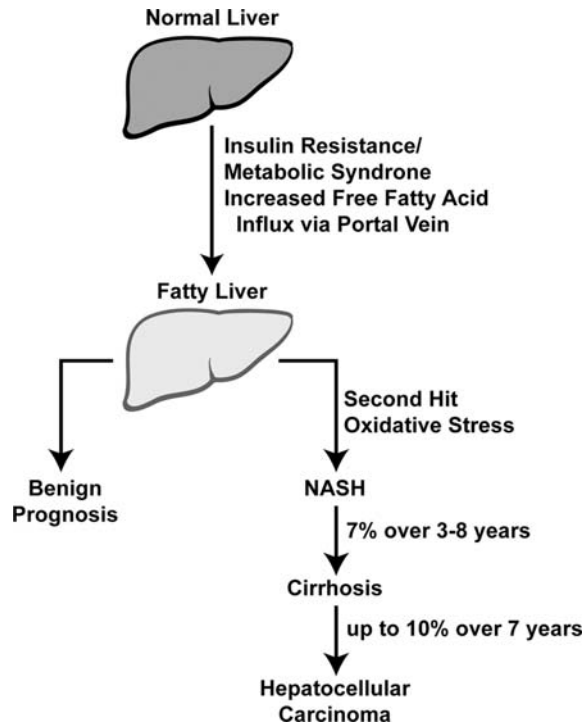 Normal Liver
Insulin Resistance/
Metabolic Syndrome
Increased Free Fatty Acid
Influx via Portal Vein
Fatty Liver
Second Hit
Oxidative Stress
Benign
Prognosis
NASH
7% over 3-8 years
Cirrhosis
up to 10% over 7 years
Hepatocellular
Carcinoma